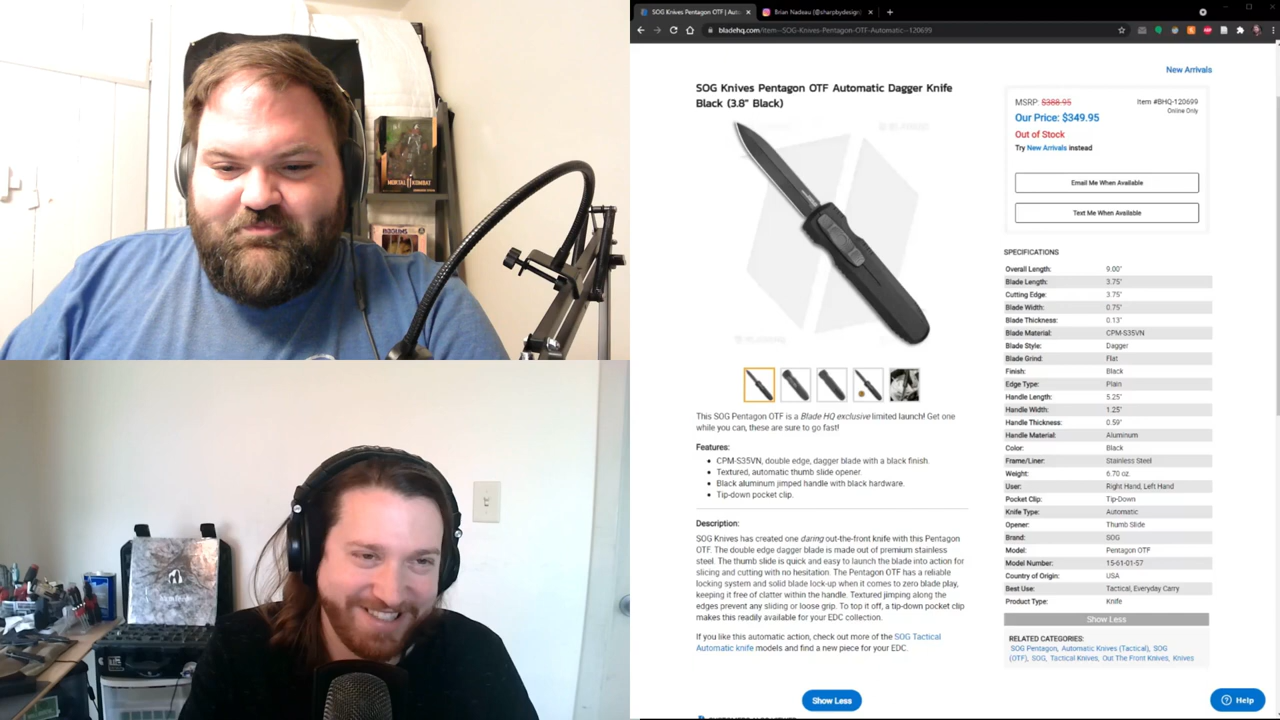 SOG Knives Pentagon OTF | Auto
Brian Nadeau (@sharpbydesign)
bladehq.com/item--SOG-Knives-Pentagon-OTF-Automatic--120699
New Arrivals
SOG Knives Pentagon OTF Automatic Dagger Knife
Black (3.8" Black)
MSRP: $388.95
Item #BHQ-120699
Online Only
Our Price: $349.95
Out of Stock
Try New Arrivals instead
Email Me When Available
Text Me When Available
MORTAL KOMBAT
This SOG Pentagon OTF is a Blade HQ exclusive limited launch! Get one
while you can, these are sure to go fast!
Features:
• CPM-S35VN, double edge, dagger blade with a black finish.
• Textured, automatic thumb slide opener.
• Black aluminum jimped handle with black hardware.
• Tip-down pocket clip.
Description:
SOG Knives has created one daring out-the-front knife with this Pentagon
OTF. The double edge dagger blade is made out of premium stainless
steel. The thumb slide is quick and easy to launch the blade into action for
slicing and cutting with no hesitation. The Pentagon OTF has a reliable
locking system and solid blade lock-up when it comes to zero blade play,
keeping it free of clatter within the handle. Textured jimping along the
edges prevent any sliding or loose grip. To top it off, a tip-down pocket clip
makes this readily available for your EDC collection.
If you like this automatic action, check out more of the SOG Tactical
Automatic knife models and find a new piece for your EDC.
Show Less
SPECIFICATIONS
Overall Length: 9.00"
Blade Length: 3.75"
Cutting Edge: 3.75"
Blade Width: 0.75"
Blade Thickness: 0.13"
Blade Material: CPM-S35VN
Blade Style: Dagger
Blade Grind: Flat
Finish: Black
Edge Type: Plain
Handle Length: 5.25"
Handle Width: 1.25"
Handle Thickness: 0.59"
Handle Material: Aluminum
Color: Black
Frame/Liner: Stainless Steel
Weight: 6.70 oz.
User: Right Hand, Left Hand
Pocket Clip: Tip-Down
Knife Type: Automatic
Opener: Thumb Slide
Brand: SOG
Model: Pentagon OTF
Model Number: 15-61-01-57
Country of Origin: USA
Best Use: Tactical, Everyday Carry
Product Type: Knife
Show Less
RELATED CATEGORIES:
SOG Pentagon, Automatic Knives (Tactical), SOG
(OTF), SOG, Tactical Knives, Out The Front Knives, Knives
Help